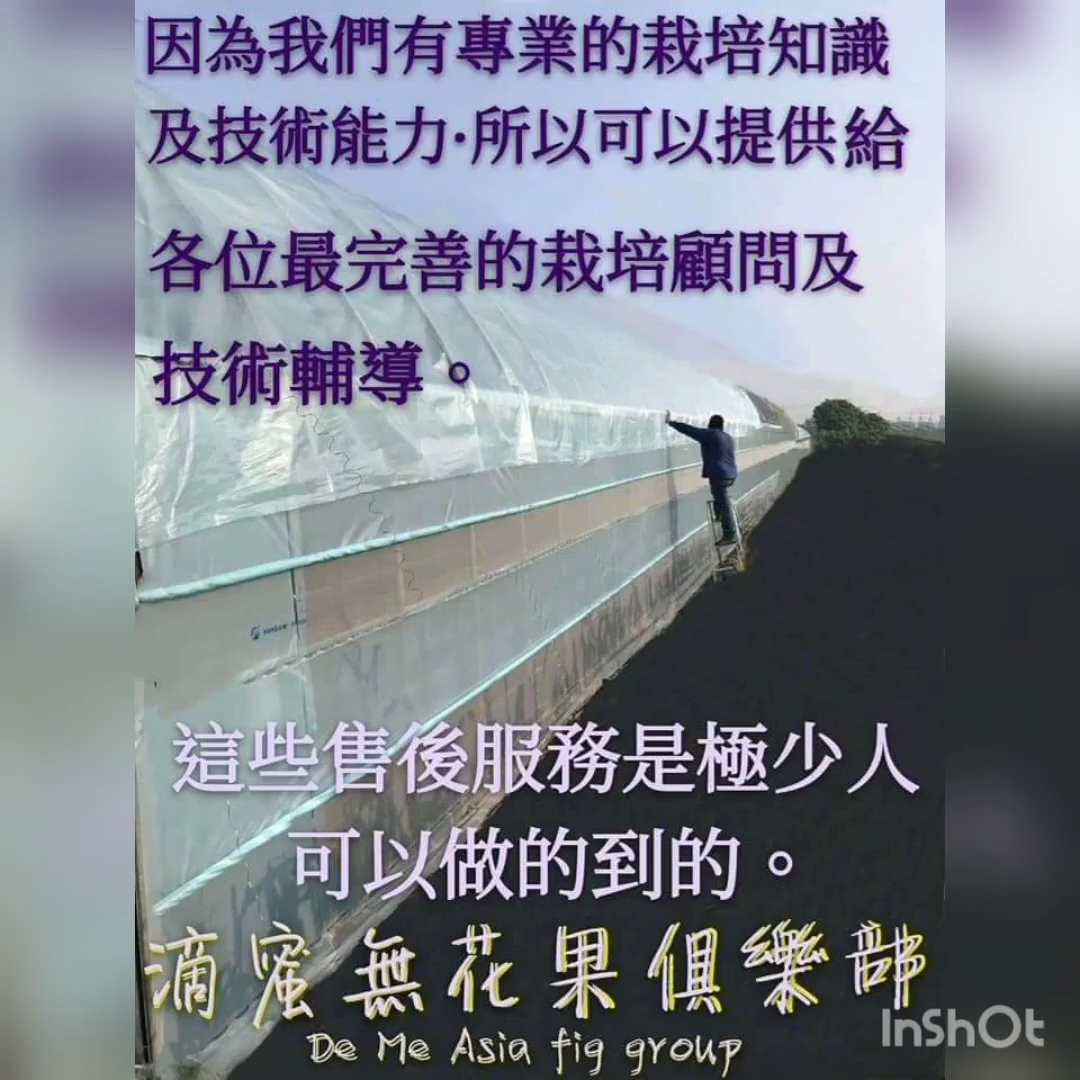 因為我們有專業的栽培知識
及技術能力·所以可以提供給
各位最完善的栽培顧問及
技術輔導。
這些售後服務是極少人
可以做的到的。
滴蜜無花果俱樂部
De Me Asia fig group
InShOt